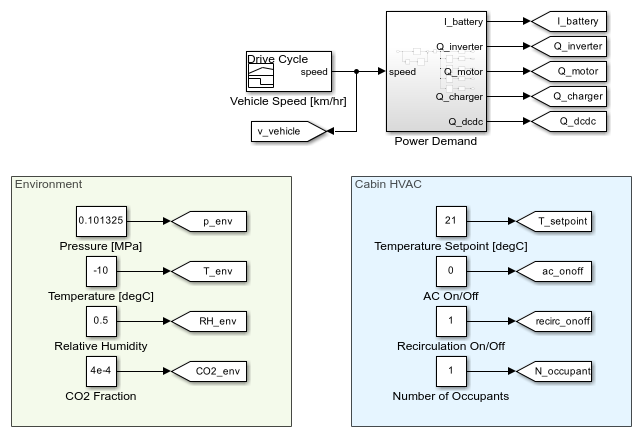 Drive Cycle
speed
Vehicle Speed [km/hr]
v_vehicle
speed
I_battery
Q_inverter
Q_motor
Q_charger
Q_dcdc
Power Demand
I_battery
Q_inverter
Q_motor
Q_charger
Q_dcdc
Environment
0.101325
p_env
Pressure [MPa]
-10
T_env
Temperature [degC]
0.5
RH_env
Relative Humidity
4e-4
CO2_env
CO2 Fraction
Cabin HVAC
21
T_setpoint
Temperature Setpoint [degC]
0
ac_onoff
AC On/Off
1
recirc_onoff
Recirculation On/Off
1
N_occupant
Number of Occupants